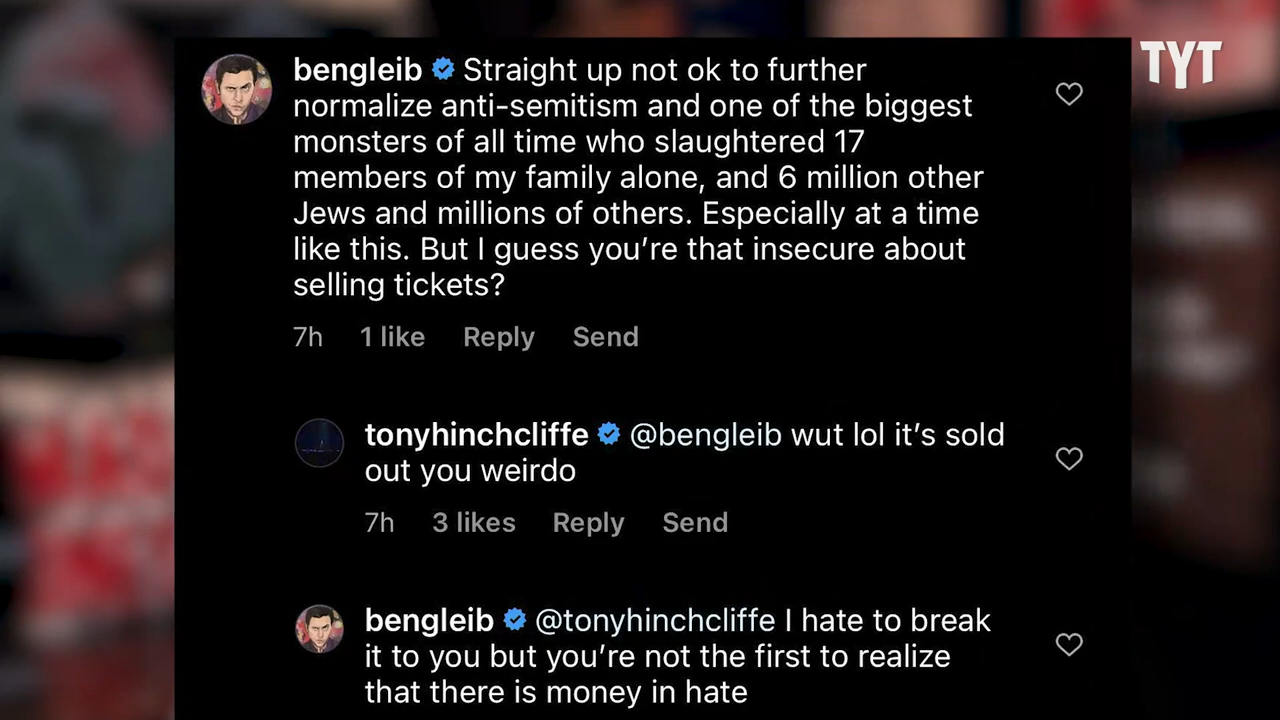 TYT
bengleib Straight up not ok to further
normalize anti-semitism and one of the biggest
monsters of all time who slaughtered 17
members of my family alone, and 6 million other
Jews and millions of others. Especially at a time
like this. But I guess you’re that insecure about
selling tickets?
7h 1 like Reply Send
tonyhinchcliffe @bengleib wut lol it’s sold
out you weirdo
7h 3 likes Reply Send
bengleib @tonyhinchcliffe I hate to break
it to you but you’re not the first to realize
that there is money in hate